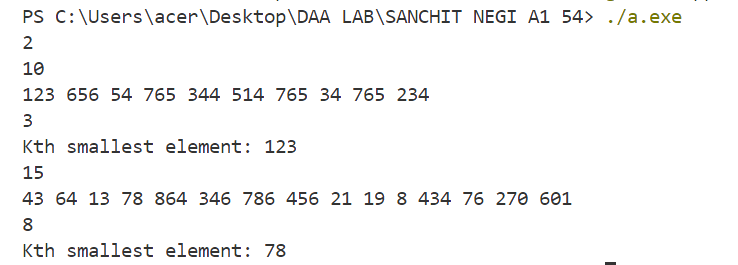 PS C:\Users\acer\Desktop\DAA LAB\SANCHIT NEGI A1 54> ./a.exe
2
10
123 656 54 765 344 514 765 34 765 234
3
Kth smallest element: 123
15
43 64 13 78 864 346 786 456 21 19 8 434 76 270 601
8
Kth smallest element: 78